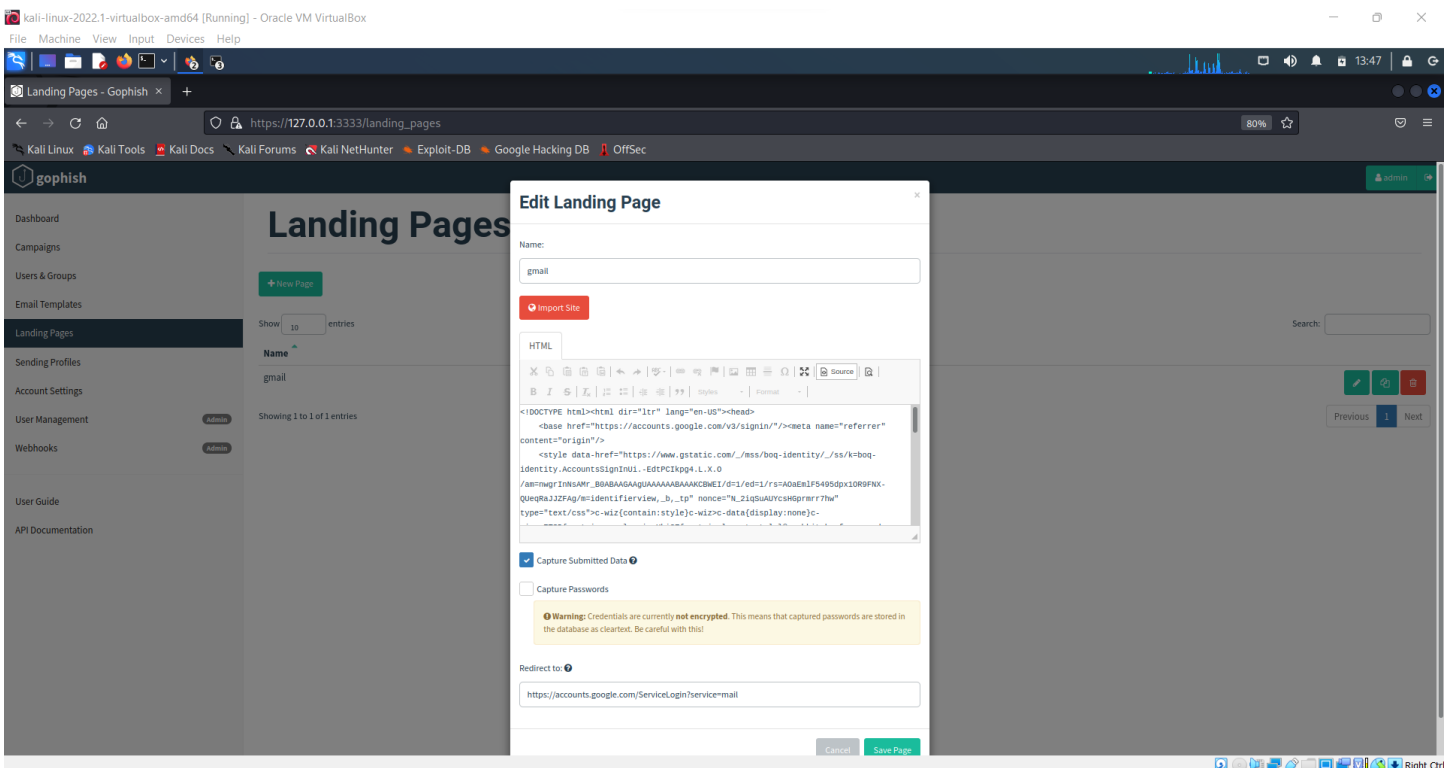 kali-linux-2022.1-virtualbox-amd64 [Running] - Oracle VM VirtualBox
File Machine View Input Devices Help
13:47
Landing Pages - Gophish
https://127.0.0.1:3333/landing_pages
80%
Kali Linux Kali Tools Kali Docs Kali Forums Kali NetHunter Exploit-DB Google Hacking DB OffSec
gophish
admin
Dashboard
Campaigns
Users & Groups
Email Templates
Landing Pages
Sending Profiles
Account Settings
User Management Admin
Webhooks Admin
User Guide
API Documentation
Landing Pages
New Page
Show 10 entries
Search:
Name
gmail
Showing 1 to 1 of 1 entries
Previous 1 Next
Edit Landing Page
Name:
gmail
Import Site
HTML
Source
Styles Format
<!DOCTYPE html><html dir="ltr" lang="en-US"><head>
<base href="https://accounts.google.com/v3/signin/"/><meta name="referrer"
content="origin"/>
<style data-href="https://www.gstatic.com/_/mss/boq-identity/_/ss/k=boq-
identity.AccountsSignInUi.-EdtPCIkpg4.L.X.O
/am=nwgrInNsAMr_B0ABAAGAAgUAAAAAABAAAKCBWEI/d=1/ed=1/rs=AOaEmlF5495dpx1OR9FNX-
QUeqRaJJZFAg/m=identifierview,_b,_tp" nonce="N_2iqSuAUYcsHGprmrr7hw"
type="text/css">c-wiz{contain:style}c-wiz>c-data{display:none}c-
Capture Submitted Data
Capture Passwords
Warning: Credentials are currently not encrypted. This means that captured passwords are stored in
the database as cleartext. Be careful with this!
Redirect to:
https://accounts.google.com/ServiceLogin?service=mail
Cancel Save Page
Right Ctrl